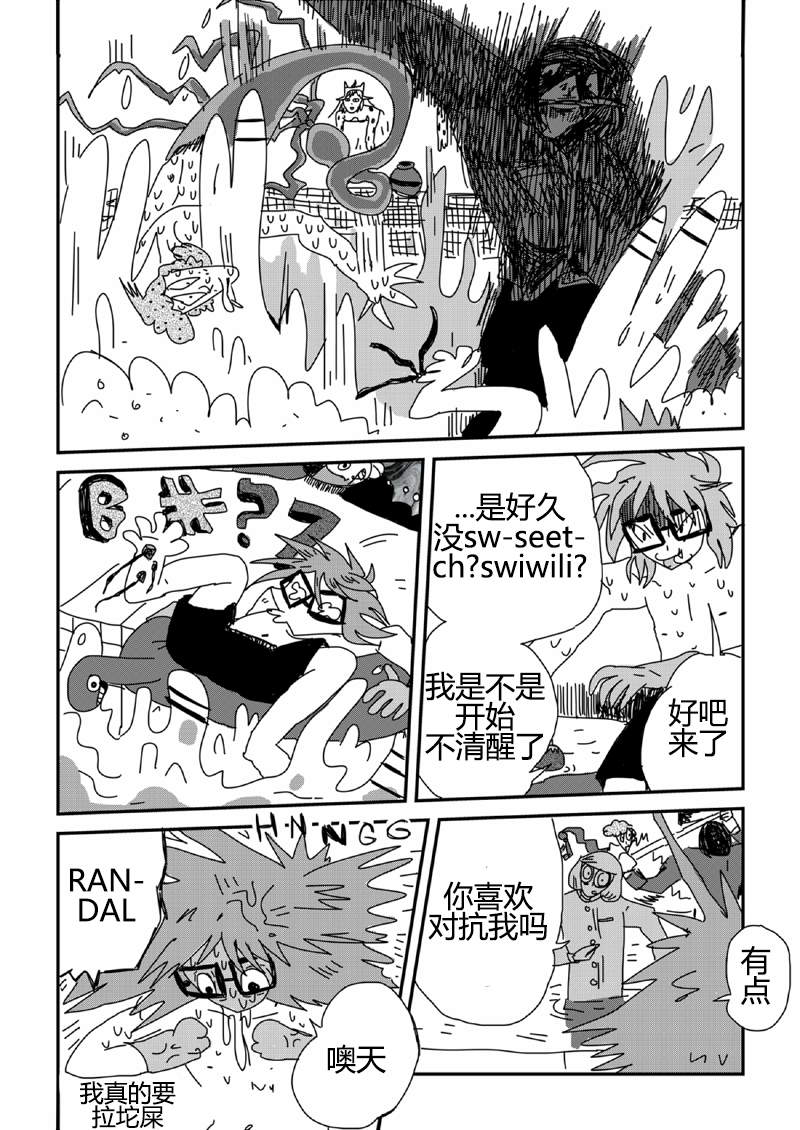 B#??
…是好久
没sw-seet-
ch?swiwili?
我是不是
开始
不清醒了
好吧
来了
H-N-------
NGG
RAN-
DAL
噢天
我真的要
拉坨屎
你喜欢
对抗我吗
有
点